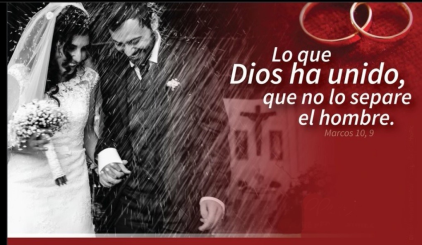 Lo que
Dios ha unido,
que no lo separe
el hombre.
Marcos 10, 9